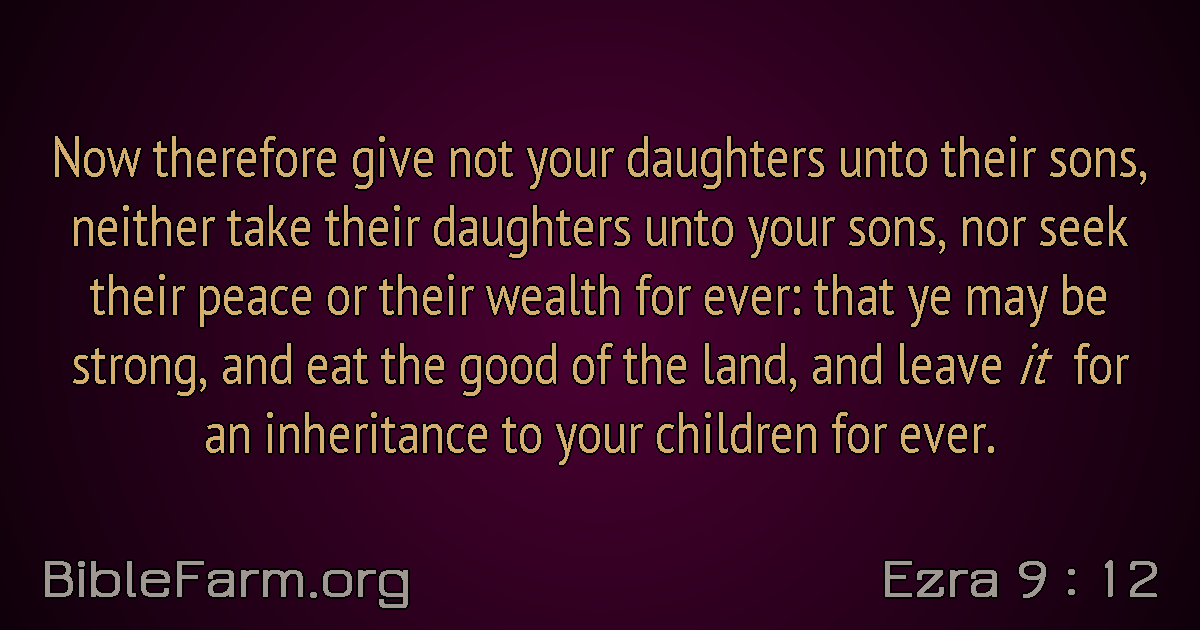 Now therefore give not your daughters unto their sons,
neither take their daughters unto your sons, nor seek
their peace or their wealth for ever: that ye may be
strong, and eat the good of the land, and leave it for
an inheritance to your children for ever.
BibleFarm.org
Ezra 9 : 12